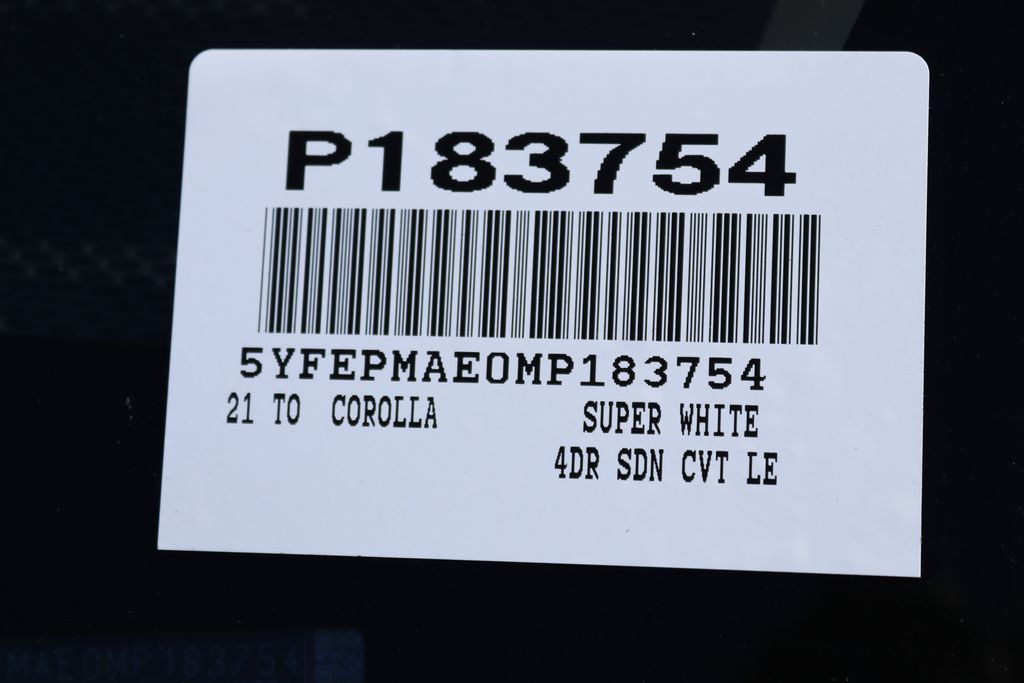 P183754
5YFEPMAE0MP183754
21 TO COROLLA SUPER WHITE
4DR SDN CVT LE
MAE0MP183754